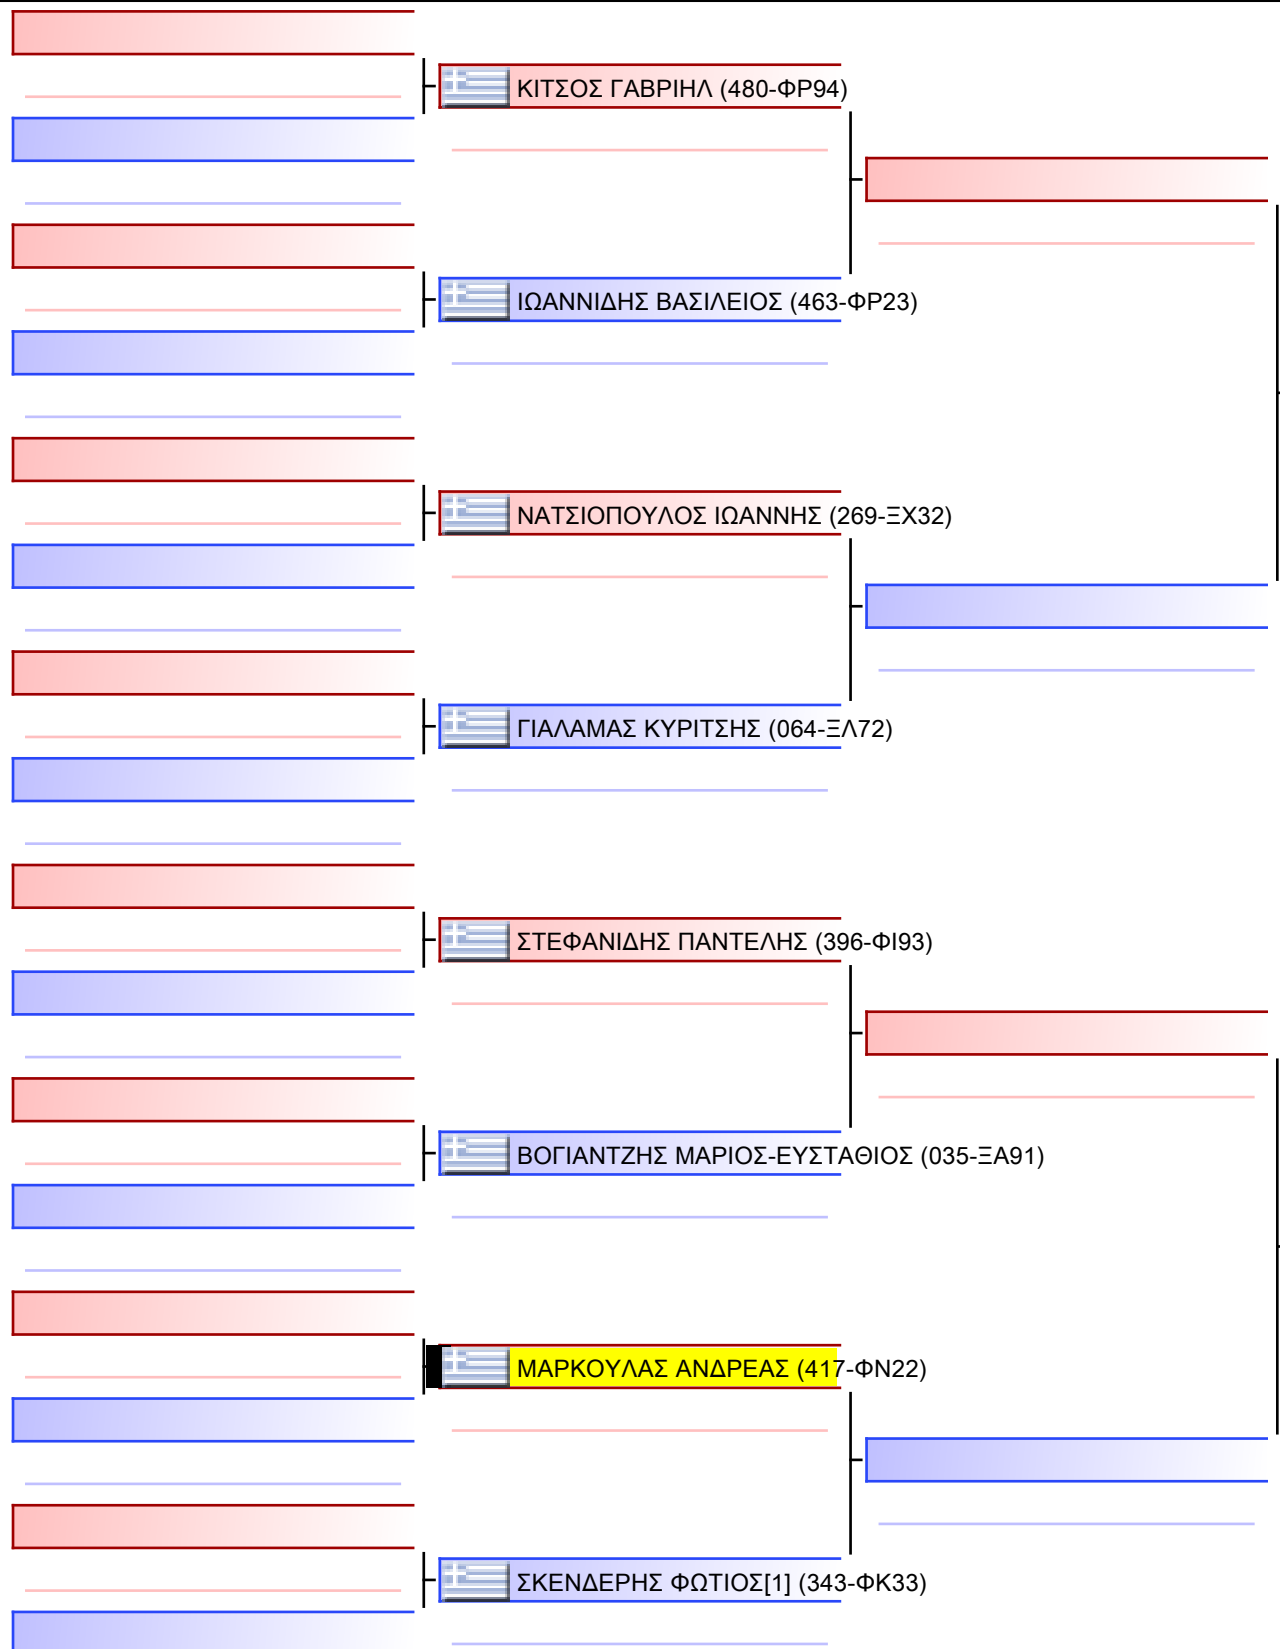 ΚΙΤΣΟΣ ΓΑΒΡΙΗΛ (480-ΦΡ94)
ΙΩΑΝΝΙΔΗΣ ΒΑΣΙΛΕΙΟΣ (463-ΦΡ23)
ΝΑΤΣΙΟΠΟΥΛΟΣ ΙΩΑΝΝΗΣ (269-ΞΧ32)
ΓΙΑΛΑΜΑΣ ΚΥΡΙΤΣΗΣ (064-ΞΛ72)
ΣΤΕΦΑΝΙΔΗΣ ΠΑΝΤΕΛΗΣ (396-ΦΙ93)
ΒΟΓΙΑΝΤΖΗΣ ΜΑΡΙΟΣ-ΕΥΣΤΑΘΙΟΣ (035-ΞΑ91)
ΜΑΡΚΟΥΛΑΣ ΑΝΔΡΕΑΣ (417-ΦΝ22)
ΣΚΕΝΔΕΡΗΣ ΦΩΤΙΟΣ[1] (343-ΦΚ33)